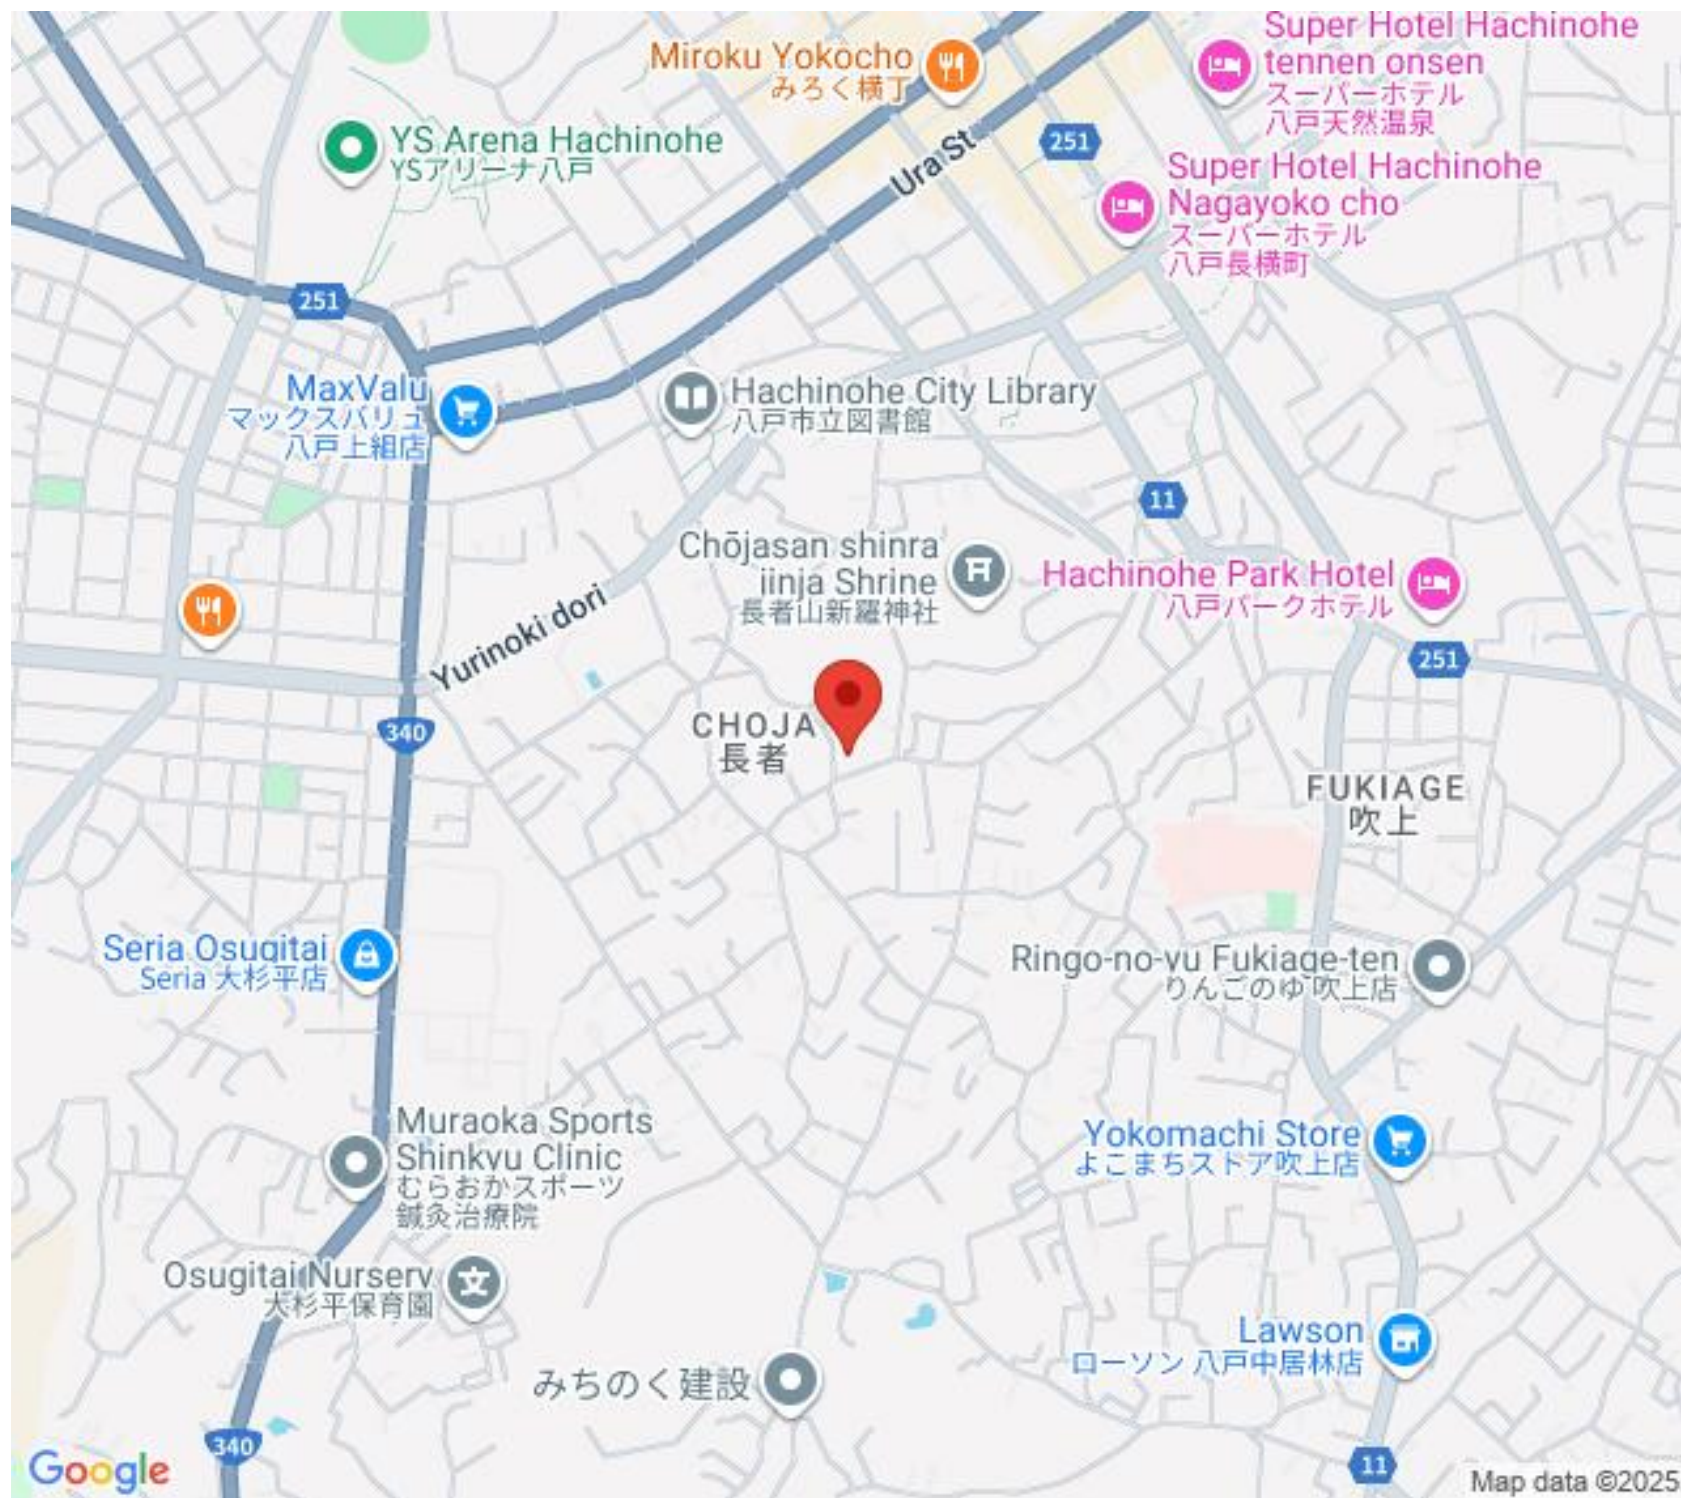 Super Hotel Hachinohe
tennen onsen
スーパーホテル
八戸天然温泉
Miroku Yokocho
みろく横丁
YS Arena Hachinohe
YSアリーナ八戸
Ura St
251
Super Hotel Hachinohe
Nagayoko cho
スーパーホテル
八戸長横町
251
MaxValu
マックスバリュ
八戸上組店
Hachinohe City Library
八戸市立図書館
11
Chōjasan shinra
jinja Shrine
長者山新羅神社
Hachinohe Park Hotel
八戸パークホテル
Yurinoki dori
251
340
CHOJA
長者
FUKIAGE
吹上
Seria Osugitai
Seria 大杉平店
Ringo-no-yu Fukiage-ten
りんごのゆ 吹上店
Muraoka Sports
Shinkyu Clinic
むらおかスポーツ
鍼灸治療院
Yokomachi Store
よこまちストア吹上店
Osugitai Nursery
大杉平保育園
Lawson
ローソン 八戸中居林店
みちのく建設
340
11
Google
Map data ©2025